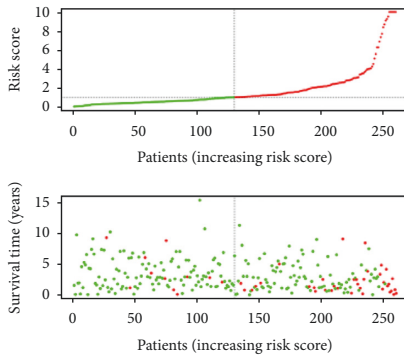 Risk score
10
8
6
4
2
0
0 50 100 150 200 250
Patients (increasing risk score)
Survival time (years)
15
10
5
0
0 50 100 150 200 250
Patients (increasing risk score)